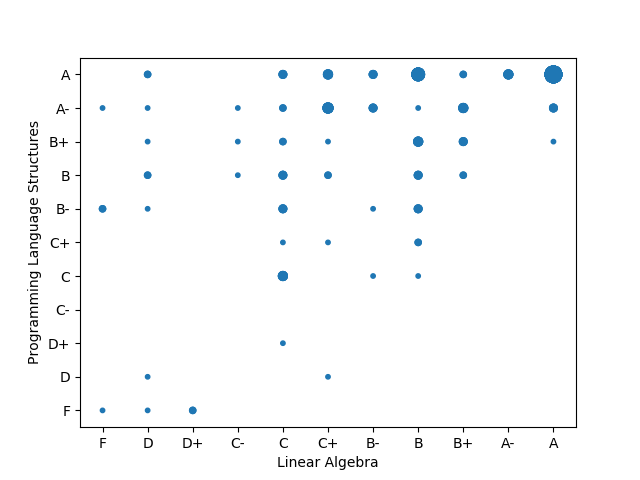 Programming Language Structures
A
A-
B+
B
B-
C+
C
C-
D+
D
F
F D D+ C- C C+ B- B B+ A- A
Linear Algebra